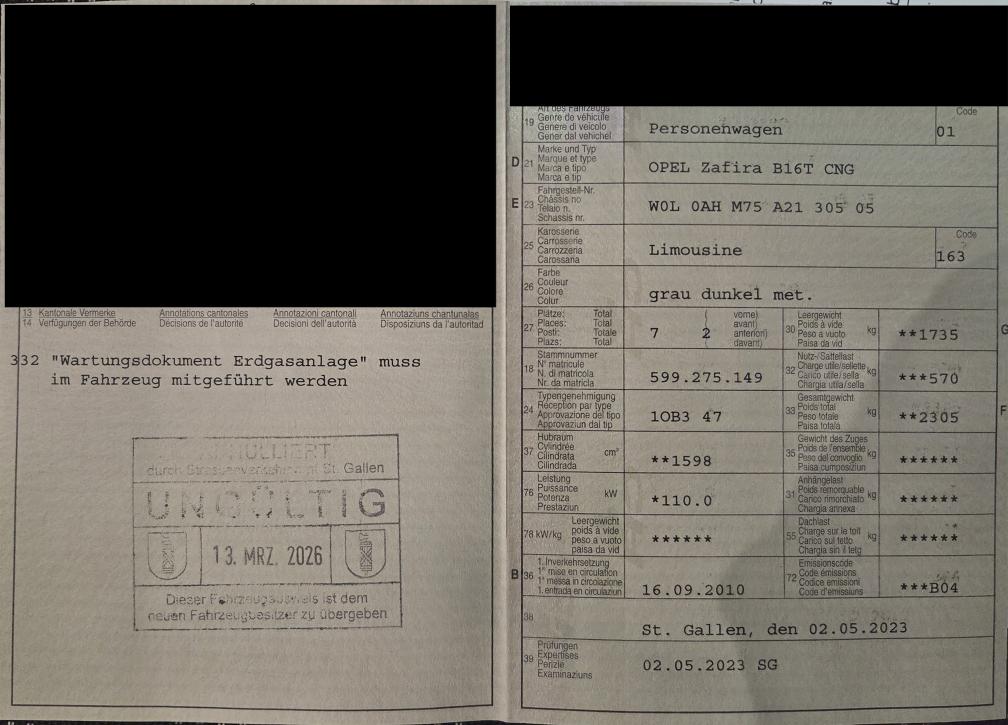 13 Kantonale Vermerke Annotations cantonales Annotazioni cantonali Annotaziuns chantunalas
14 Verfügungen der Behörde Décisions de l'autorité Decisioni dell'autorità Disposiziuns da l'autoritad
332 "Wartungsdokument Erdgasanlage" muss
im Fahrzeug mitgeführt werden
durch Strassenverkehrsamt St. Gallen
UNGÜLTIG
13. MRZ. 2026
Dieser Fahrzeugausweis ist dem
neuen Fahrzeugbesitzer zu übergeben
Art des Fahrzeugs
19 Genre de véhicule
Genere di veicolo
Gener dal vehichel
Personenwagen
Code
01
D 21 Marke und Typ
Marque et type
Marca e tipo
Marca e tip
OPEL Zafira B16T CNG
E 23 Fahrgestell-Nr.
Châssis no
Telaio n.
Schassis nr.
W0L 0AH M75 A21 305 05
25 Karosserie
Carrosserie
Carrozzeria
Carossaria
Limousine
Code
163
26 Farbe
Couleur
Colore
Colur
grau dunkel met.
27 Plätze: Total
Places: Total
Posti: Totale
Plazs: Total
7 2
( vorne)
( avant)
( anteriori)
( davant)
30 Leergewicht
Poids à vide
Peso a vuoto
Paisa da vid
kg
**1735
G
18 Stammnummer
N° matricule
N. di matricola
Nr. da matricla
599.275.149
32 Nutz-/Sattellast
Charge utile/sellette
Carico utile/sella
Chargia utila/sella
kg
***570
24 Typengenehmigung
Réception par type
Approvazione del tipo
Approvaziun dal tip
1OB3 47
33 Gesamtgewicht
Poids total
Peso totale
Paisa totala
kg
**2305
F
37 Hubraum
Cylindrée
Cilindrata
Cilindrada
cm³
**1598
35 Gewicht des Zuges
Poids de l'ensemble
Peso del convoglio
Paisa cumposiziun
kg
******
76 Leistung
Puissance
Potenza
Prestaziun
kW
*110.0
31 Anhängelast
Poids remorquable
Carico rimorchiato
Chargia annexa
kg
******
78 kW/kg Leergewicht
poids à vide
peso a vuoto
paisa da vid
******
55 Dachlast
Charge sur le toit
Carico sul tetto
Chargia sin il tetg
kg
******
B 36 1. Inverkehrsetzung
1re mise en circulation
1a messa in circolazione
1. entrada en circulaziun
16.09.2010
72 Emissionscode
Code émissions
Codice emissioni
Code d'emissiuns
***B04
38
St. Gallen, den 02.05.2023
39 Prüfungen
Expertises
Perizie
Examinaziuns
02.05.2023 SG